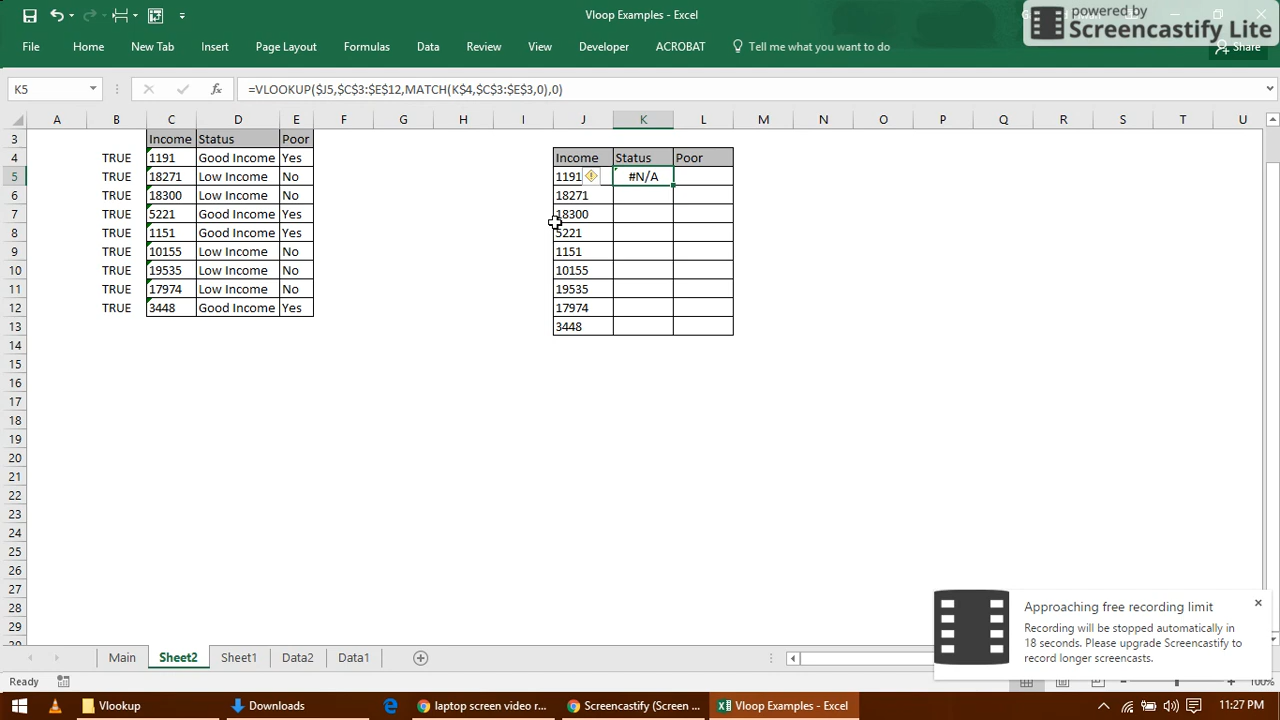 Vloop Examples - Excel
powered by
Screencastify Lite
File Home New Tab Insert Page Layout Formulas Data Review View Developer ACROBAT Tell me what you want to do Share
K5 fx =VLOOKUP($J5,$C$3:$E$12,MATCH(K$4,$C$3:$E$3,0),0)
A B C D E F G H I J K L M N O P Q R S T U
3 Income Status Poor
4 TRUE 1191 Good Income Yes Income Status Poor
5 TRUE 18271 Low Income No 1191 #N/A
6 TRUE 18300 Low Income No 18271
7 TRUE 5221 Good Income Yes 18300
8 TRUE 1151 Good Income Yes 5221
9 TRUE 10155 Low Income No 1151
10 TRUE 19535 Low Income No 10155
11 TRUE 17974 Low Income No 19535
12 TRUE 3448 Good Income Yes 17974
13 3448
14
15
16
17
18
19
20
21
22
23
24
25
26
27
28
29
Approaching free recording limit
Recording will be stopped automatically in
18 seconds. Please upgrade Screencastify to
record longer screencasts.
Main Sheet2 Sheet1 Data2 Data1
Ready 100%
Vlookup Downloads laptop screen video r... Screencastify (Screen ... Vloop Examples - Excel 11:27 PM